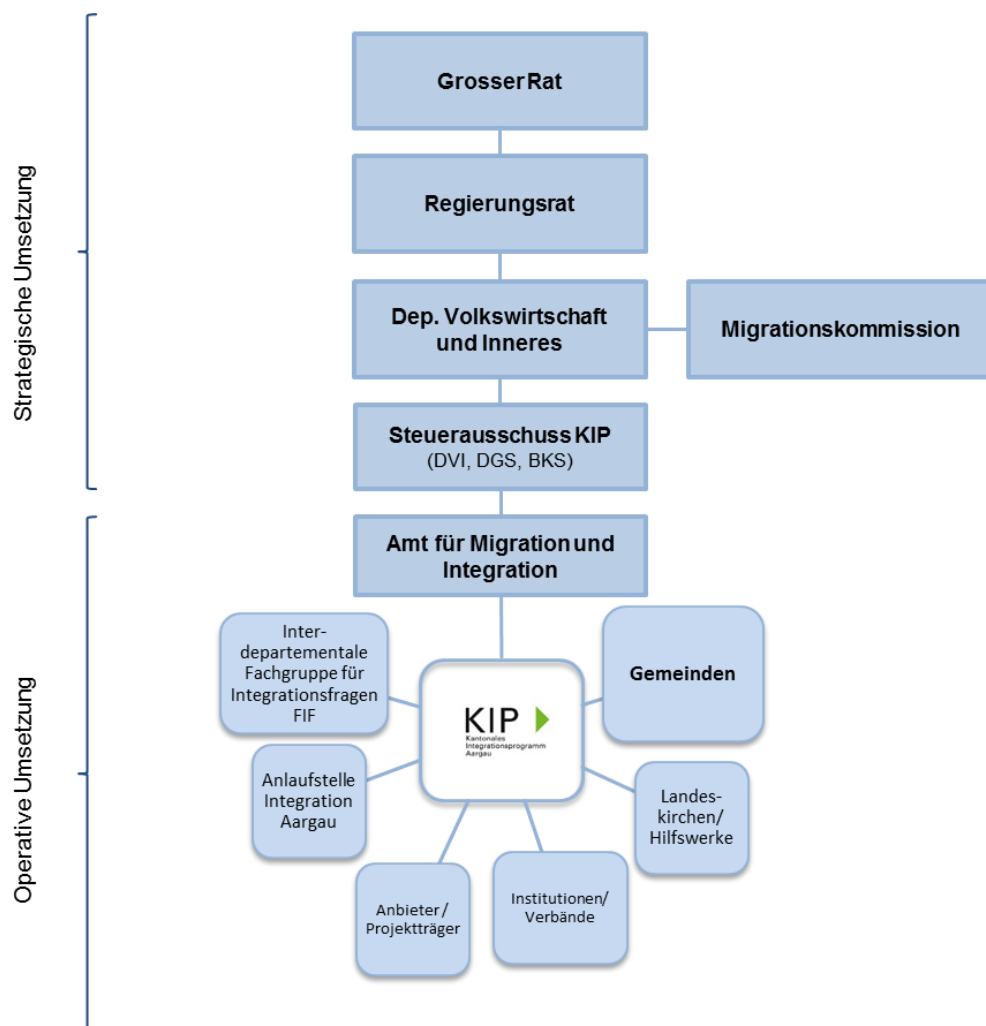 Strategische Umsetzung
Grosser Rat
Regierungsrat
Dep. Volkswirtschaft
und Inneres
Migrationskommission
Steuerausschuss KIP
(DVI, DGS, BKS)
Operative Umsetzung
Amt für Migration und
Integration
Inter-
departementale
Fachgruppe für
Integrationsfragen
FIF
Gemeinden
KIP
Kantonales
Integrationsprogramm
Aargau
Anlaufstelle
Integration
Aargau
Landes-
kirchen/
Hilfswerke
Anbieter /
Projektträger
Institutionen/
Verbände